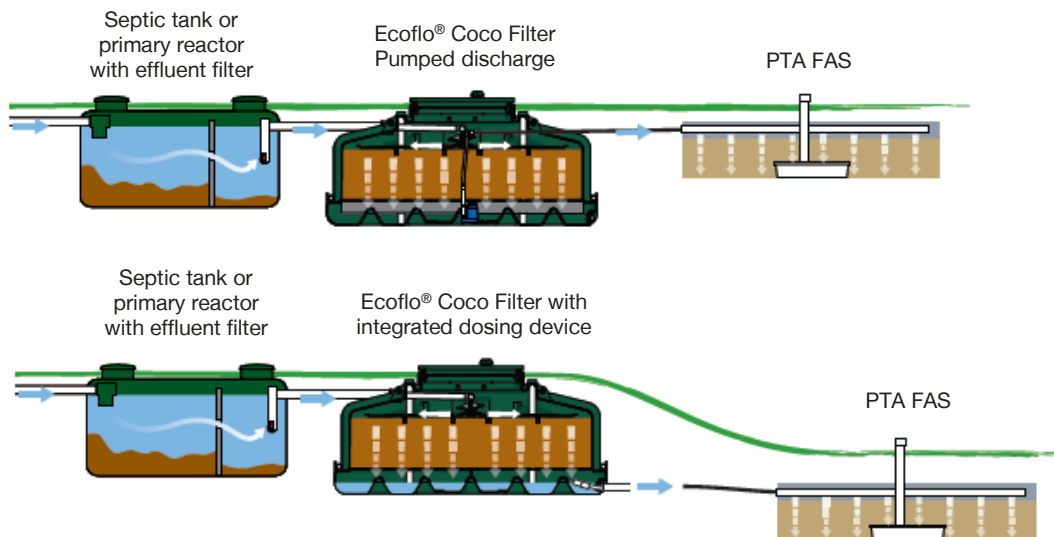 Septic tank or
primary reactor
with effluent filter
Ecoflo® Coco Filter
Pumped discharge
PTA FAS
Septic tank or
primary reactor
with effluent filter
Ecoflo® Coco Filter with
integrated dosing device
PTA FAS